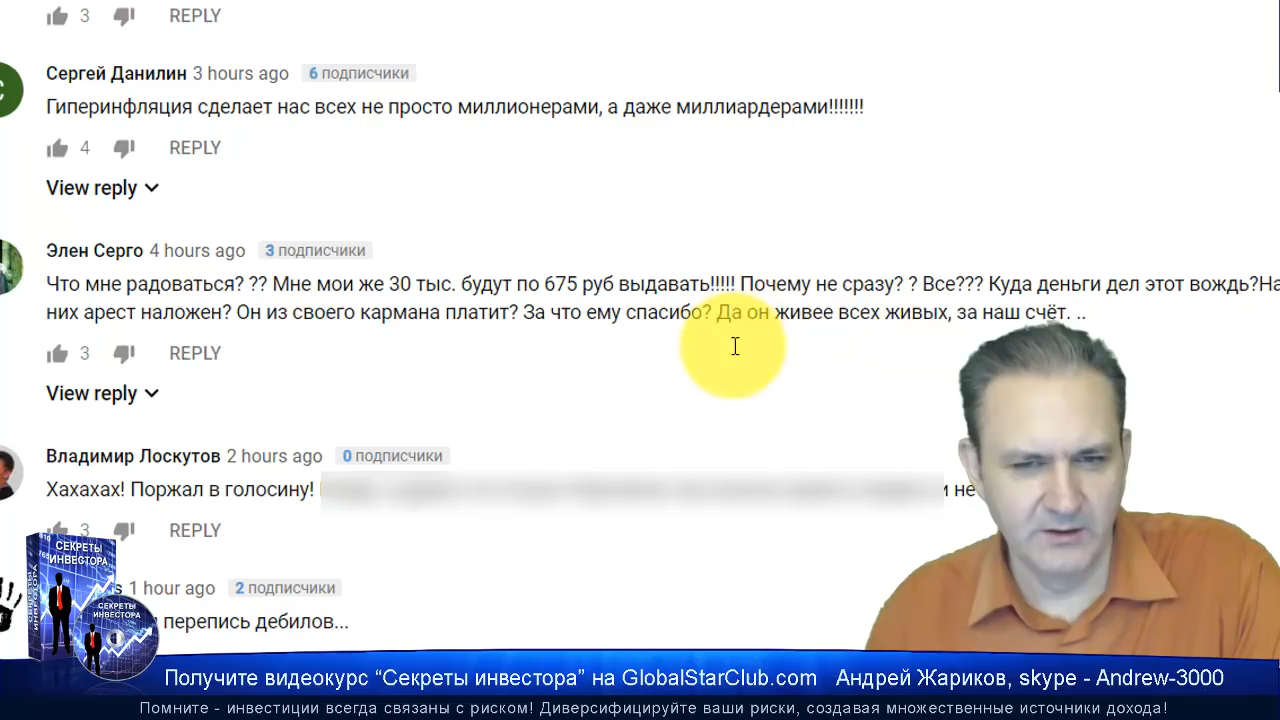 3 REPLY
Сергей Данилин 3 hours ago 6 подписчики
Гиперинфляция сделает нас всех не просто миллионерами, а даже миллиардерами!!!!!!!
4 REPLY
View reply
Элен Серго 4 hours ago 3 подписчики
Что мне радоваться? ?? Мне мои же 30 тыс. будут по 675 руб выдавать!!!!! Почему не сразу? ? Все??? Куда деньги дел этот вождь?На
них арест наложен? Он из своего кармана платит? За что ему спасибо? Да он живее всех живых, за наш счёт. ..
3 REPLY
View reply
Владимир Лоскутов 2 hours ago 0 подписчики
Хахахах! Поржал в голосину! и не
3 REPLY
s 1 hour ago 2 подписчики
перепись дебилов...
СЕКРЕТЫ
ИНВЕСТОРА
СЕКРЕТЫ
ИНВЕСТОРА
СЕКРЕТЫ
ИНВЕСТОРА
Получите видеокурс “Секреты инвестора” на GlobalStarClub.com Андрей Жариков, skype - Andrew-3000
Помните - инвестиции всегда связаны с риском! Диверсифицируйте ваши риски, создавая множественные источники дохода!